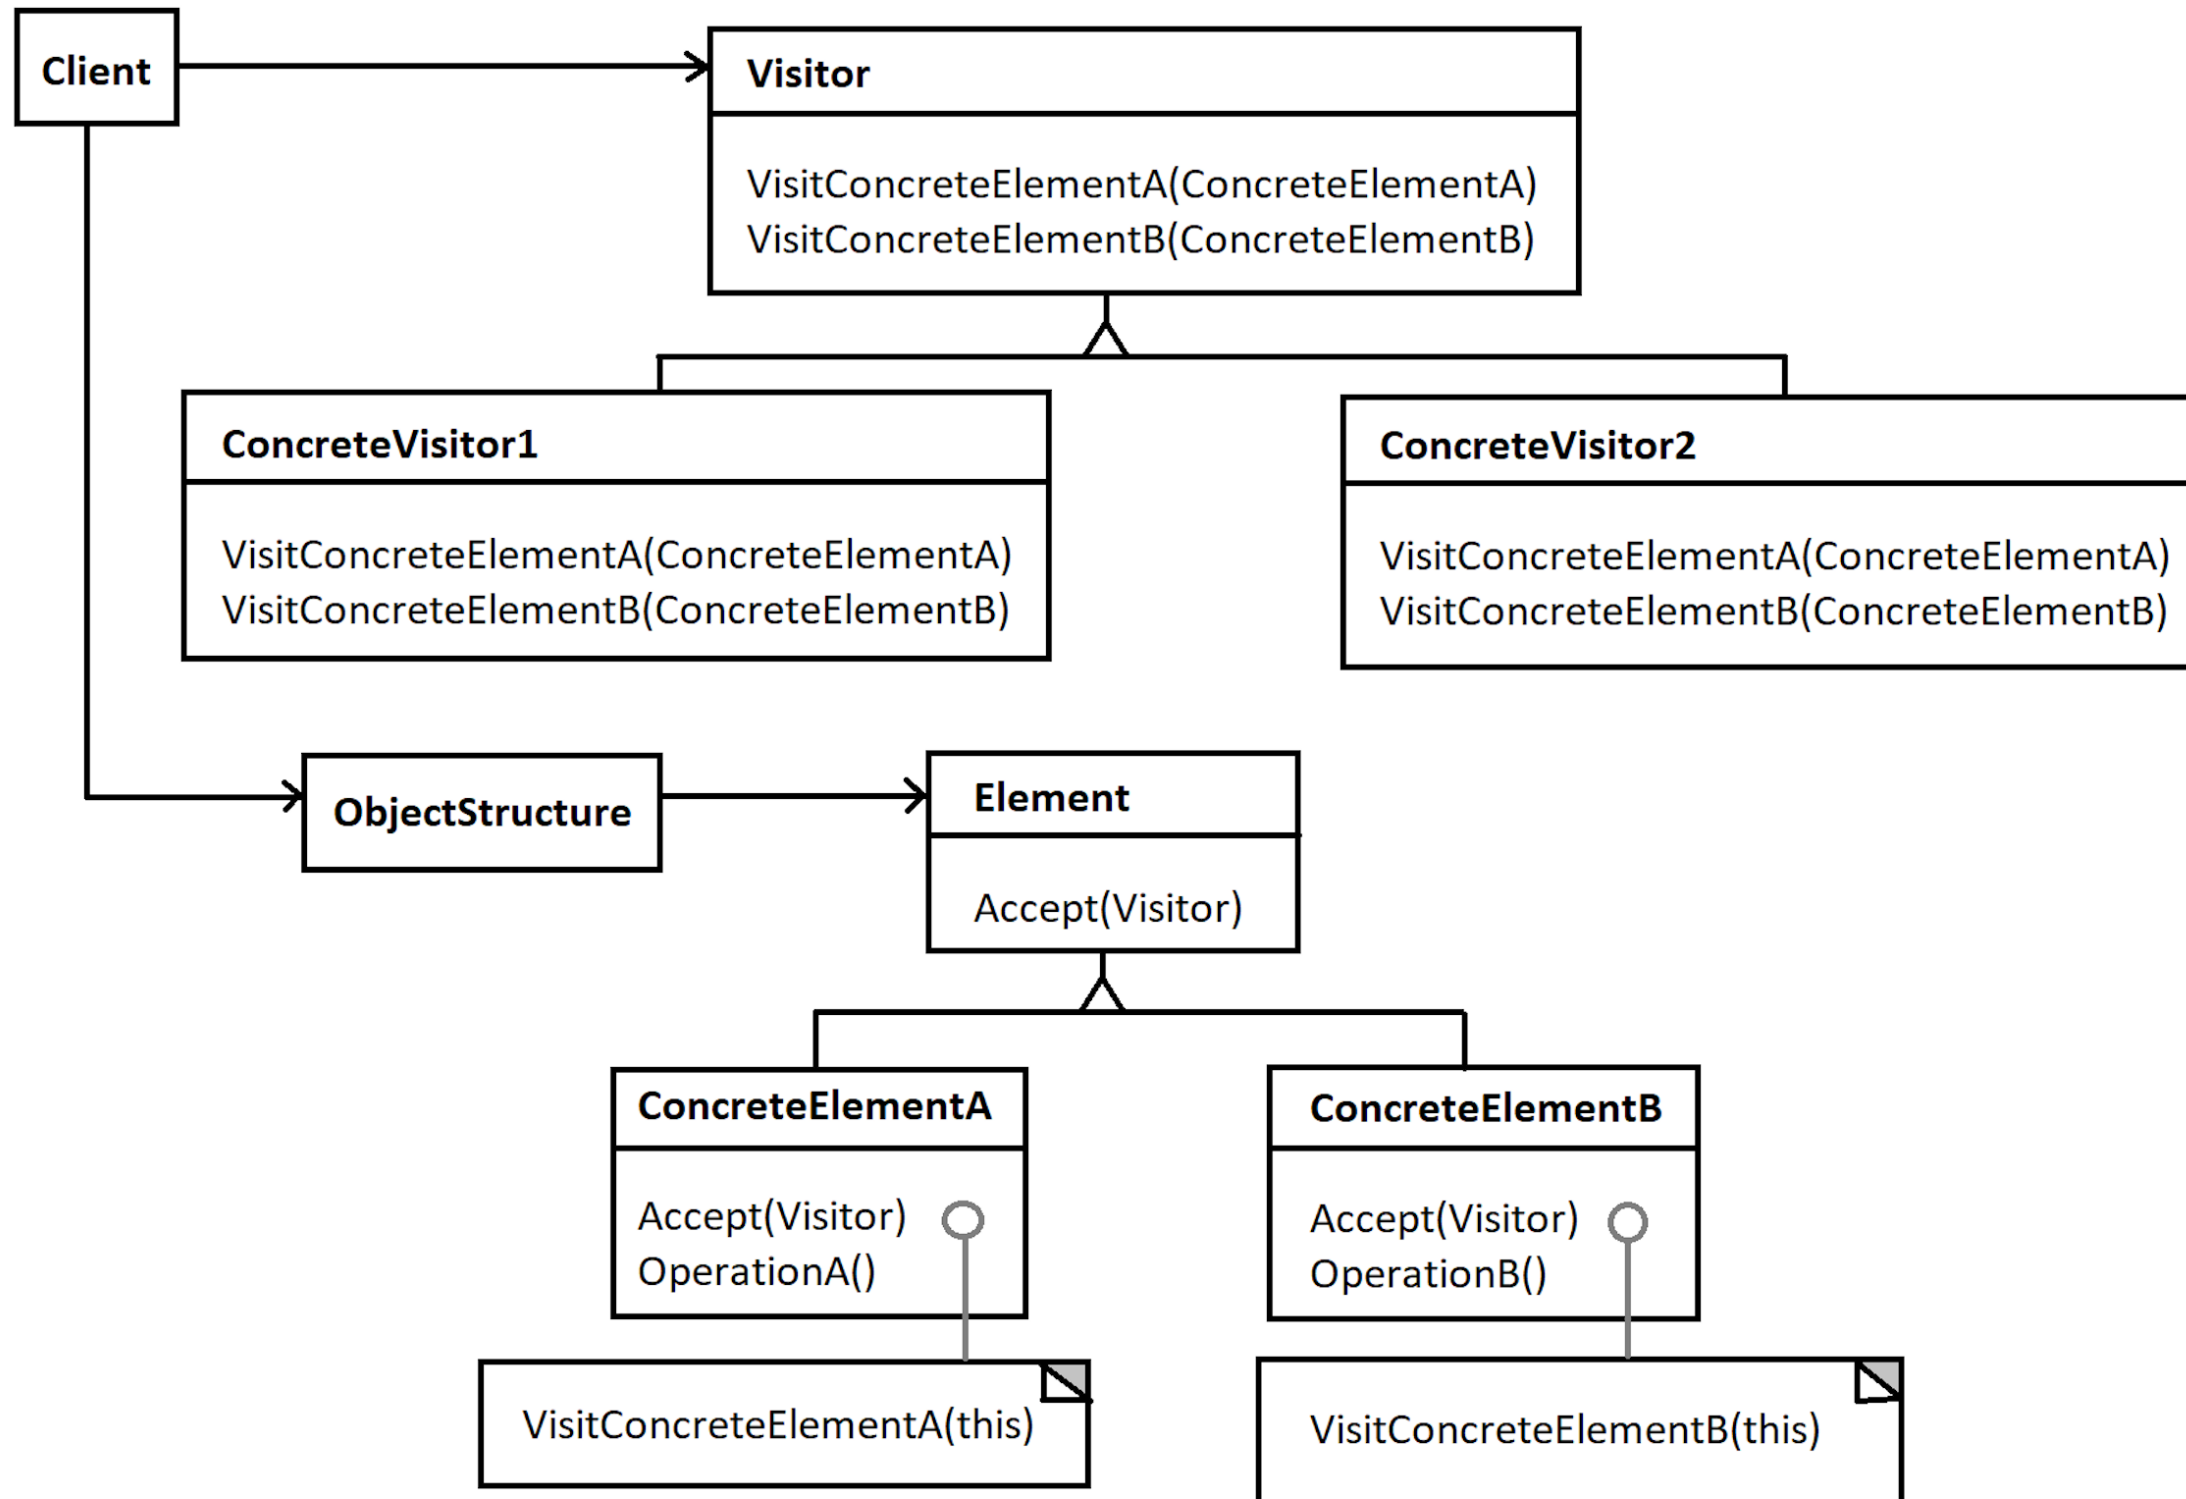 Client
Visitor
VisitConcreteElementA(ConcreteElementA)
VisitConcreteElementB(ConcreteElementB)
ConcreteVisitor1
VisitConcreteElementA(ConcreteElementA)
VisitConcreteElementB(ConcreteElementB)
ConcreteVisitor2
VisitConcreteElementA(ConcreteElementA)
VisitConcreteElementB(ConcreteElementB)
ObjectStructure
Element
Accept(Visitor)
ConcreteElementA
Accept(Visitor)
OperationA()
ConcreteElementB
Accept(Visitor)
OperationB()
VisitConcreteElementA(this)
VisitConcreteElementB(this)